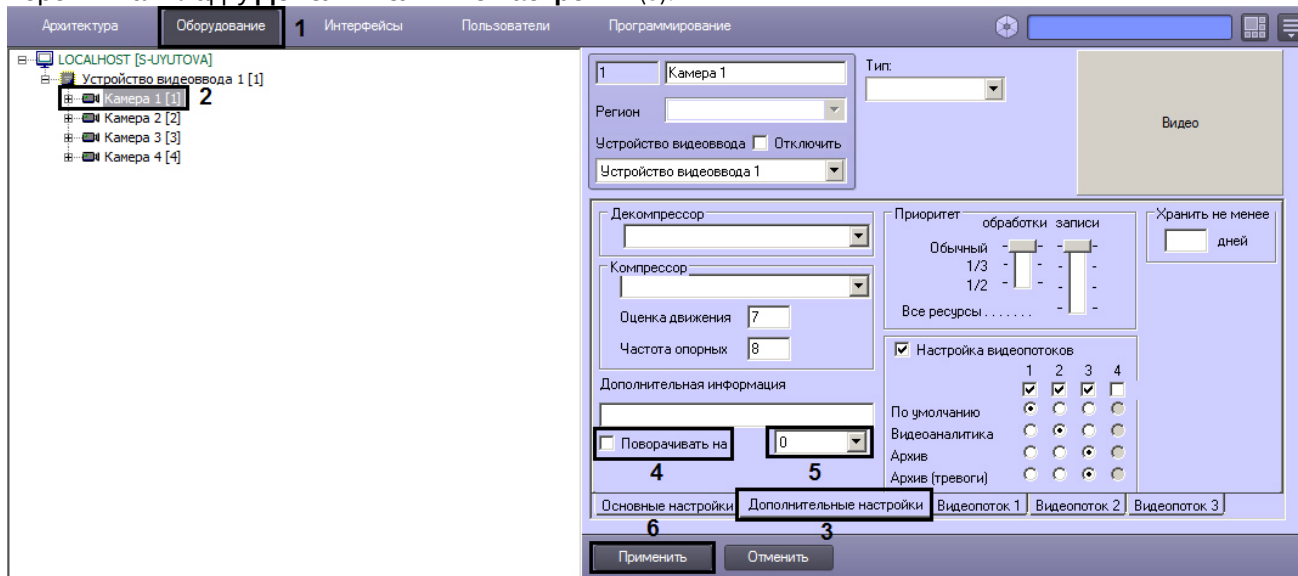 Архитектура Оборудование 1 Интерфейсы Пользователи Программирование
LOCALHOST [S-UYUTOVA]
Устройство видеоввода 1 [1]
Камера 1 [1] 2
Камера 2 [2]
Камера 3 [3]
Камера 4 [4]
1 Камера 1
Регион
Устройство видеоввода Отключить
Устройство видеоввода 1
Тип:
Видео
Декомпрессор
Компрессор
Оценка движения 7
Частота опорных 8
Дополнительная информация
Поворачивать на 0
4 5
Приоритет
обработки записи
Обычный
1/3
1/2
Все ресурсы . . . . . . .
Хранить не менее
дней
Настройка видеопотоков
1 2 3 4
По умолчанию
Видеоаналитика
Архив
Архив (тревоги)
Основные настройки Дополнительные настройки Видеопоток 1 Видеопоток 2 Видеопоток 3
6 3
Применить Отменить